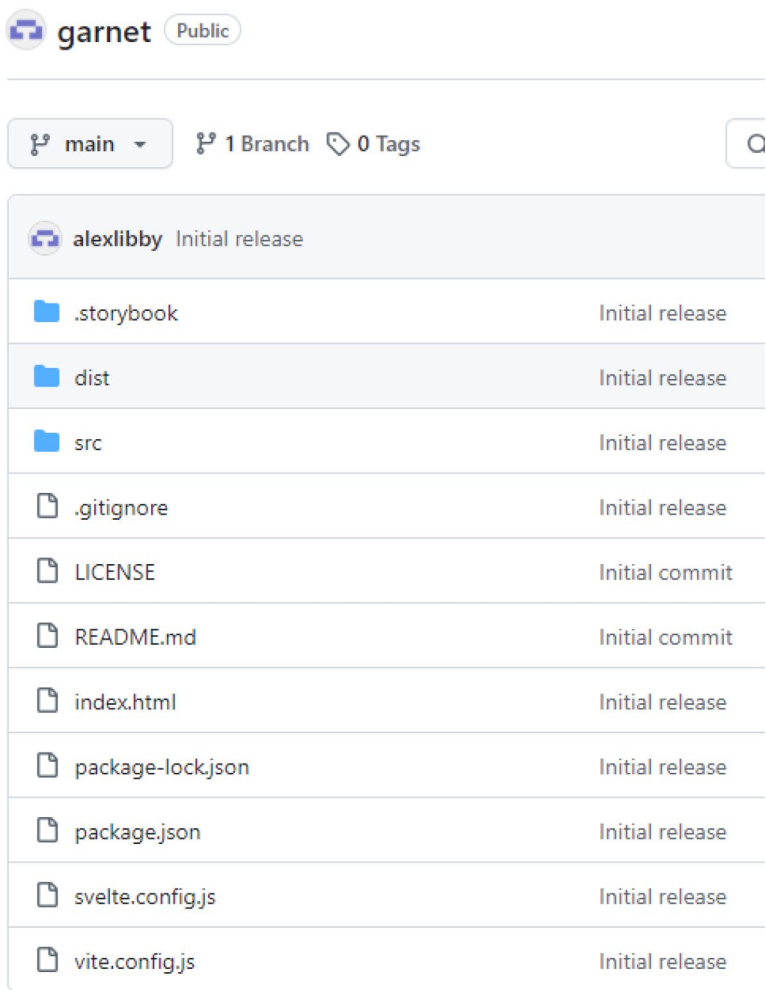 garnet Public
main 1 Branch 0 Tags
alexlibby Initial release
.storybook Initial release
dist Initial release
src Initial release
.gitignore Initial release
LICENSE Initial commit
README.md Initial commit
index.html Initial release
package-lock.json Initial release
package.json Initial release
svelte.config.js Initial release
vite.config.js Initial release